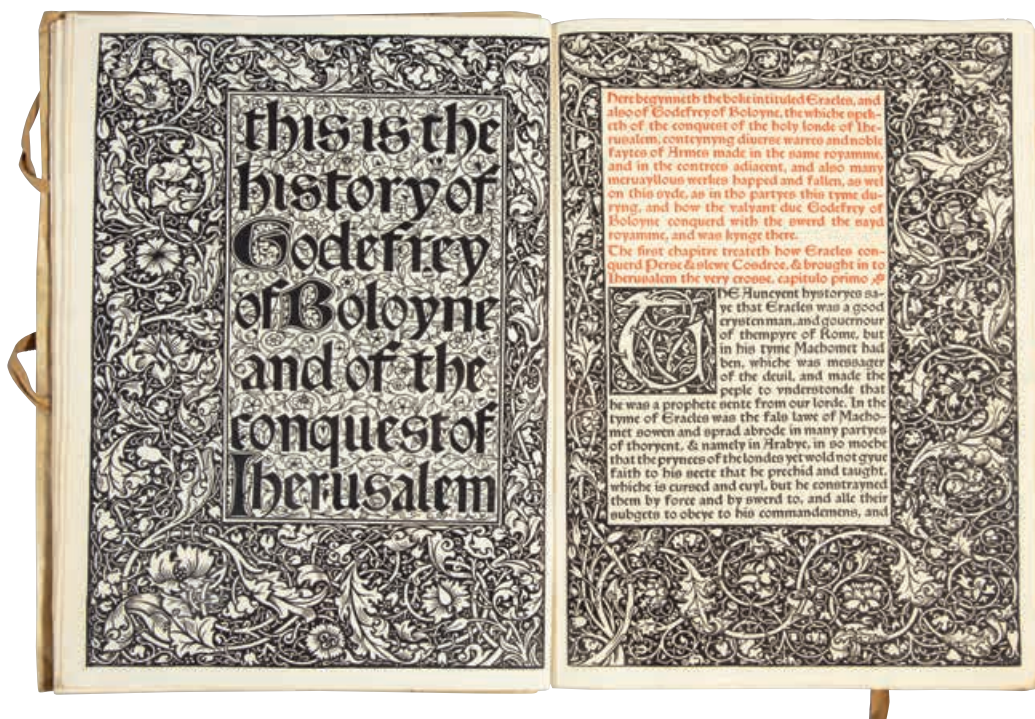 this is the
history of
Godefrey
of Boloyne
and of the
conquest of
Iherusalem
Here begynneth the boke intituled Eracles, and
also of Godefrey of Boloyne, the whiche spek-
eth of the conquest of the holy londe of Ihe-
rusalem, conteynyng diuerse warres and noble
faytes of Armes made in the same royamme,
and in the contrees adiacent, and also many
meruayllous werkes happed and fallen, as wel
on this syde, as in tho partyes this tyme du-
ryng, and how the valyant duc Godefrey of
Boloyne conquerd with the swerd the sayd
royamme, and was kynge there.
The first chapitre treateth how Eracles con-
querd Perse & slewe Cosdroe, & brought in to
Iherusalem the very crosse, capitulo primo
THE Auncyent hystoryes sa-
ye that Eracles was a good
crysten man, and gouernour
of thempyre of Rome, but
in his tyme Machomet had
ben, whiche was messager
of the deuil, and made the
peple to vnderstonde that
he was a prophete sente from our lorde. In the
tyme of Eracles was the fals lawe of Macho-
met sowen and sprad abrode in many partyes
of thoryent, & namely in Arabye, in so moche
that the prynces of the londes yet wold not gyue
faith to his secte that he prechid and taught,
whiche is cursed and euyl, but he constrayned
them by force and by swerd to, and alle their
subgets to obeye to his commandemens, and